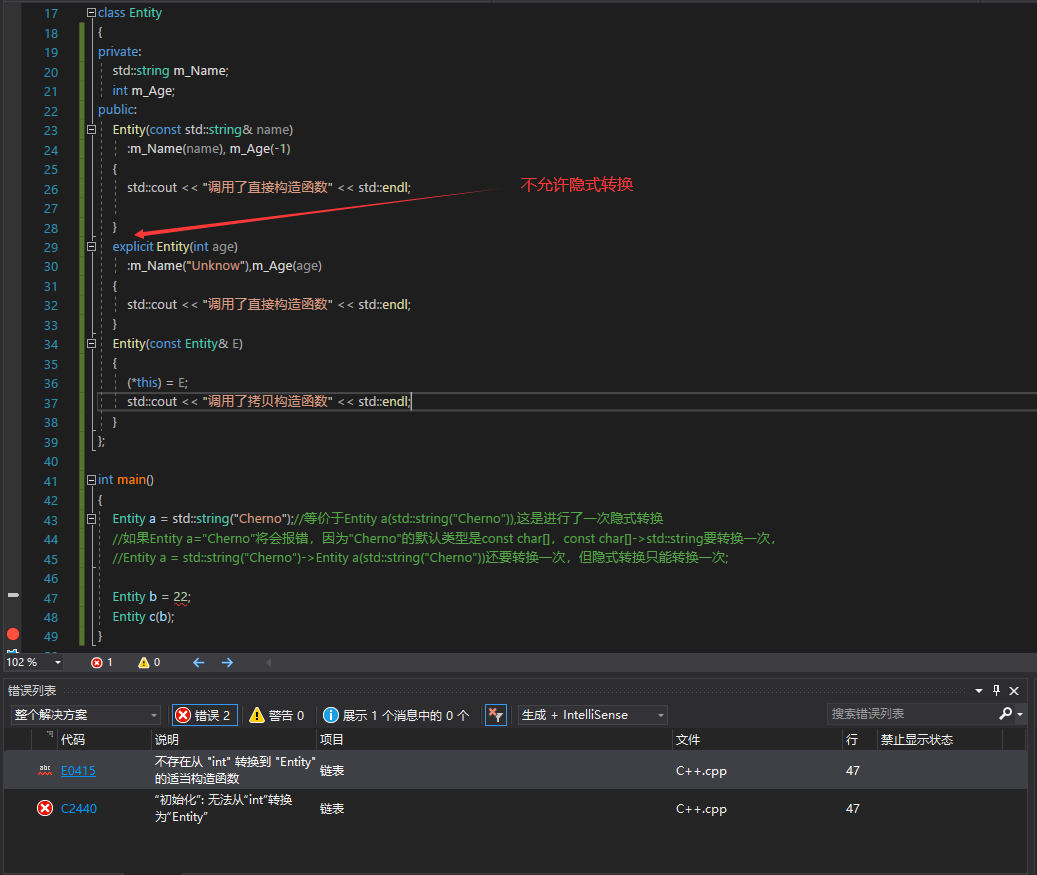 17 class Entity
18 {
19 private:
20 std::string m_Name;
21 int m_Age;
22 public:
23 Entity(const std::string& name)
24 :m_Name(name), m_Age(-1)
25 {
26 std::cout << "调用了直接构造函数" << std::endl;
不允许隐式转换
27
28 }
29 explicit Entity(int age)
30 :m_Name("Unknow"),m_Age(age)
31 {
32 std::cout << "调用了直接构造函数" << std::endl;
33 }
34 Entity(const Entity& E)
35 {
36 (*this) = E;
37 std::cout << "调用了拷贝构造函数" << std::endl;
38 }
39 };
40
41 int main()
42 {
43 Entity a = std::string("Cherno");//等价于Entity a(std::string("Cherno")),这是进行了一次隐式转换
44 //如果Entity a="Cherno"将会报错，因为"Cherno"的默认类型是const char[]，const char[]->std::string要转换一次，
45 //Entity a = std::string("Cherno")->Entity a(std::string("Cherno"))还要转换一次，但隐式转换只能转换一次;
46
47 Entity b = 22;
48 Entity c(b);
49 }
102 % 1 0
错误列表
整个解决方案 错误 2 警告 0 展示 1 个消息中的 0 个 生成 + IntelliSense 搜索错误列表
代码 说明 项目 文件 行 禁止显示状态
abc E0415 不存在从 "int" 转换到 "Entity" 的适当构造函数 链表 C++.cpp 47
C2440 “初始化”: 无法从“int”转换为“Entity” 链表 C++.cpp 47